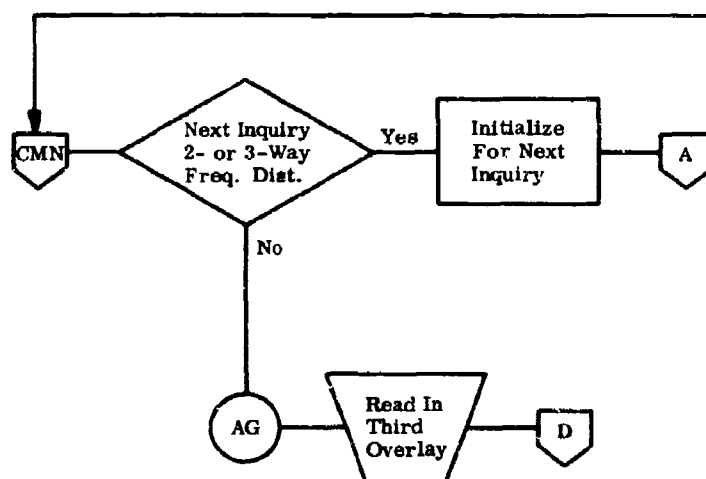 CMN
Next Inquiry
2- or 3-Way
Freq. Dist.
Yes
Initialize
For Next
Inquiry
A
No
AG
Read In
Third
Overlay
D